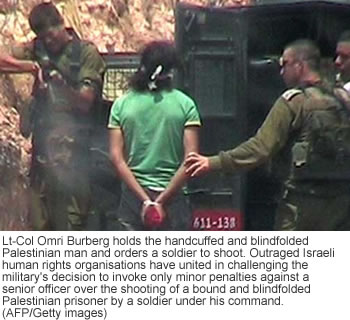 611-138
Lt-Col Omri Burberg holds the handcuffed and blindfolded
Palestinian man and orders a soldier to shoot. Outraged Israeli
human rights organisations have united in challenging the
military's decision to invoke only minor penalties against a
senior officer over the shooting of a bound and blindfolded
Palestinian prisoner by a soldier under his command.
(AFP/Getty images)